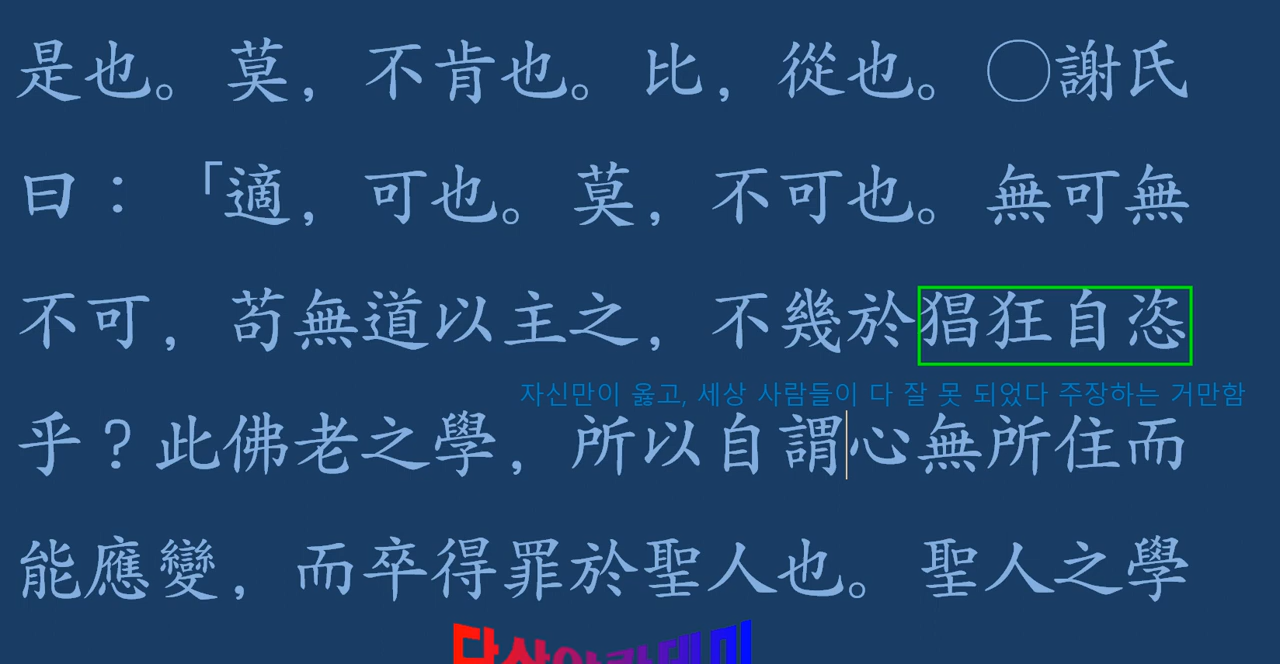 是也。莫，不肯也。比，從也。◯謝氏
曰：「適，可也。莫，不可也。無可無
不可，苟無道以主之，不幾於猖狂自恣
자신만이 옳고, 세상 사람들이 다 잘 못 되었다 주장하는 거만함
乎？此佛老之學，所以自謂心無所住而
能應變，而卒得罪於聖人也。聖人之學